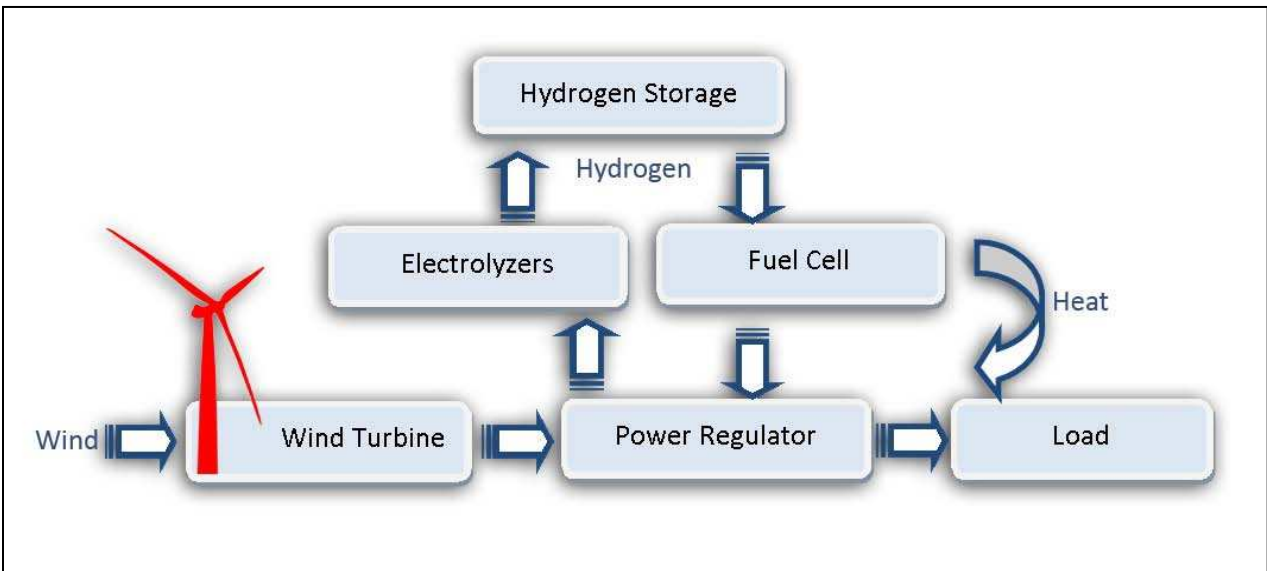 Hydrogen Storage
Hydrogen
Electrolyzers
Fuel Cell
Heat
Wind
Wind Turbine
Power Regulator
Load